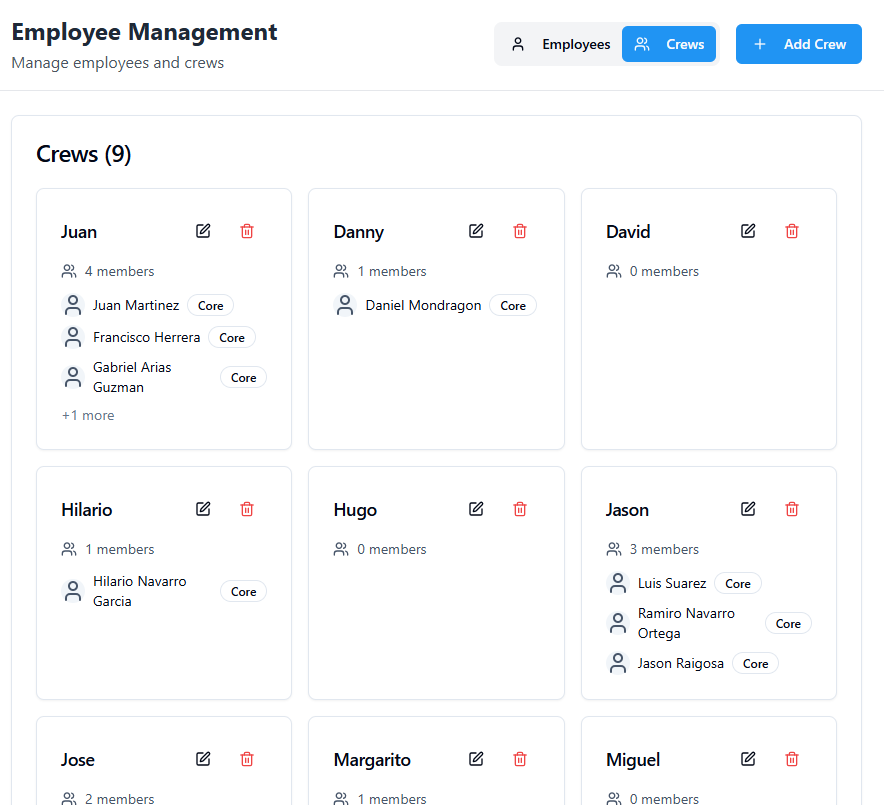 Employee Management
Manage employees and crews
Employees
Crews
Add Crew
Crews (9)
Juan
4 members
Juan Martinez Core
Francisco Herrera Core
Gabriel Arias
Guzman
Core
+1 more
Danny
1 members
Daniel Mondragon Core
David
0 members
Hilario
1 members
Hilario Navarro
Garcia
Core
Hugo
0 members
Jason
3 members
Luis Suarez Core
Ramiro Navarro
Ortega
Core
Jason Raigosa Core
Jose
2 members
Margarito
1 members
Miguel
0 members